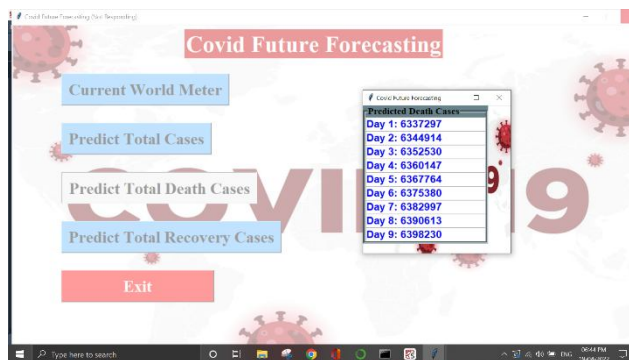 Covid Future Forecasting (Not Responding)
Covid Future Forecasting
Current World Meter
Predict Total Cases
Predict Total Death Cases
Predict Total Recovery Cases
Exit
COVID-19
Covid Future Forecasting
Predicted Death Cases
Day 1: 6337297
Day 2: 6344914
Day 3: 6352530
Day 4: 6360147
Day 5: 6367764
Day 6: 6375380
Day 7: 6382997
Day 8: 6390613
Day 9: 6398230
Type here to search
ENG
06:44 PM